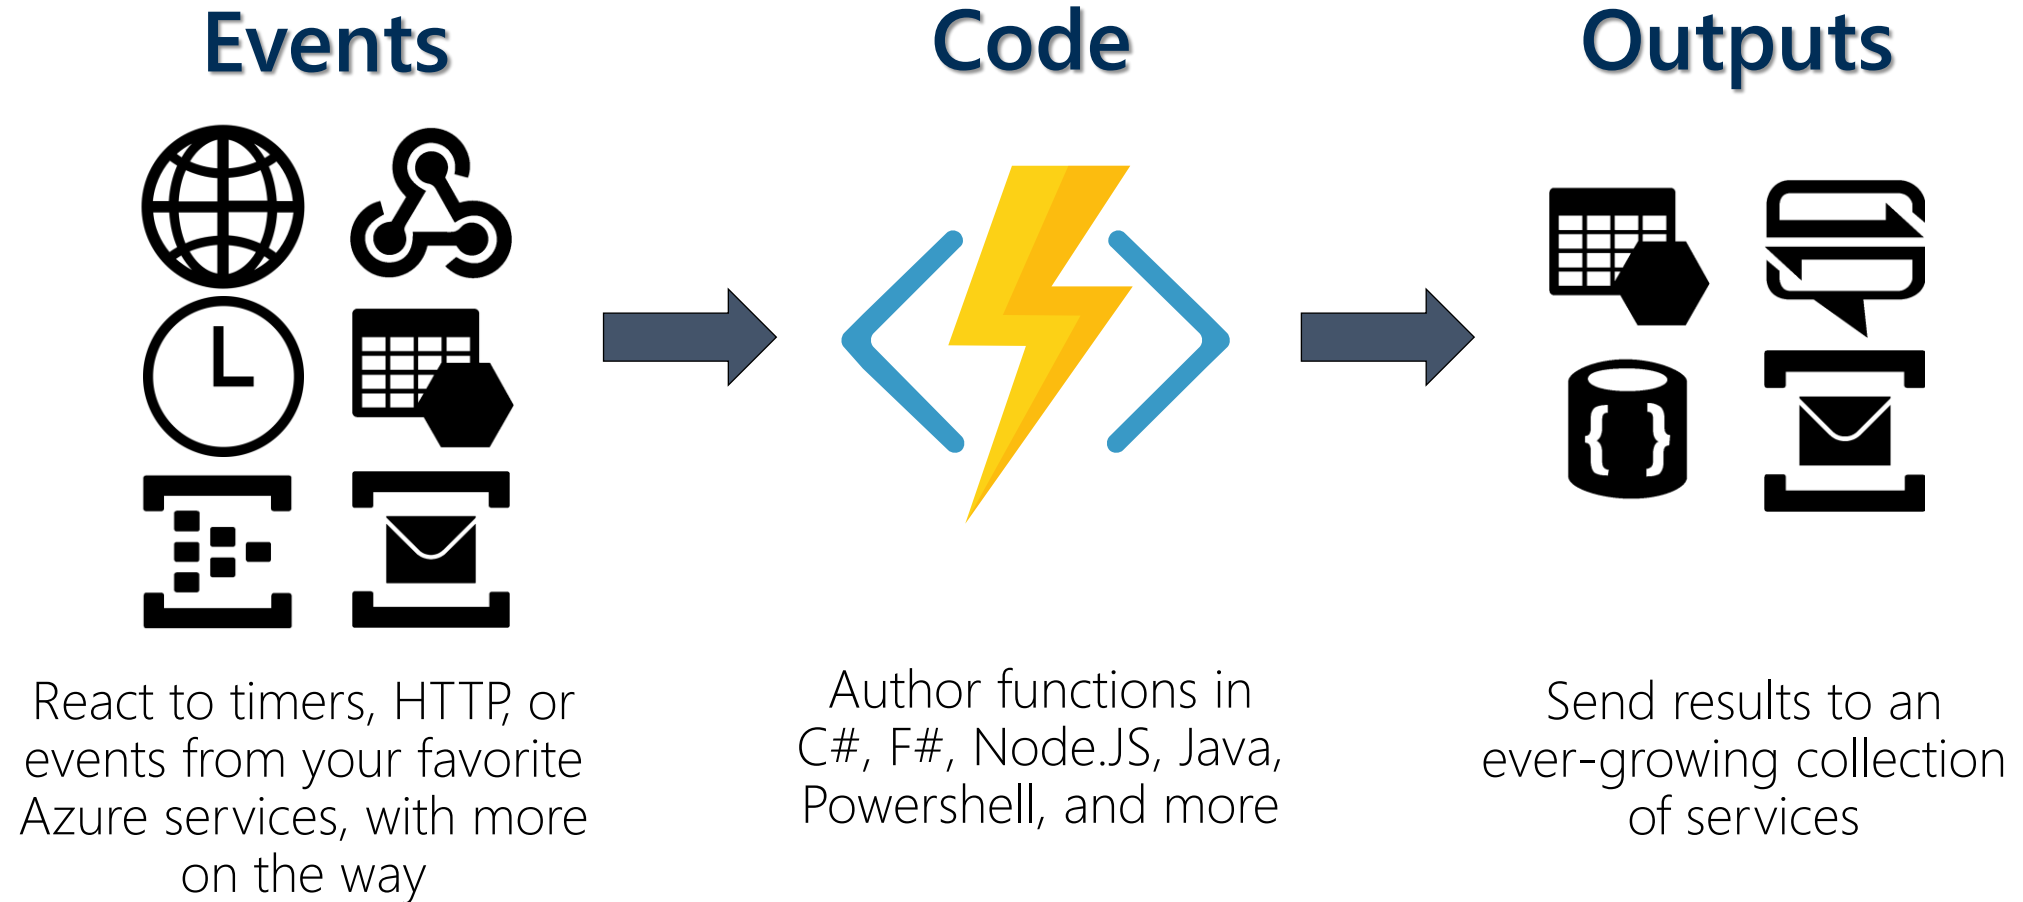 Events
React to timers, HTTP, or
events from your favorite
Azure services, with more
on the way
Code
Author functions in
C#, F#, Node.JS, Java,
Powershell, and more
Outputs
Send results to an
ever-growing collection
of services